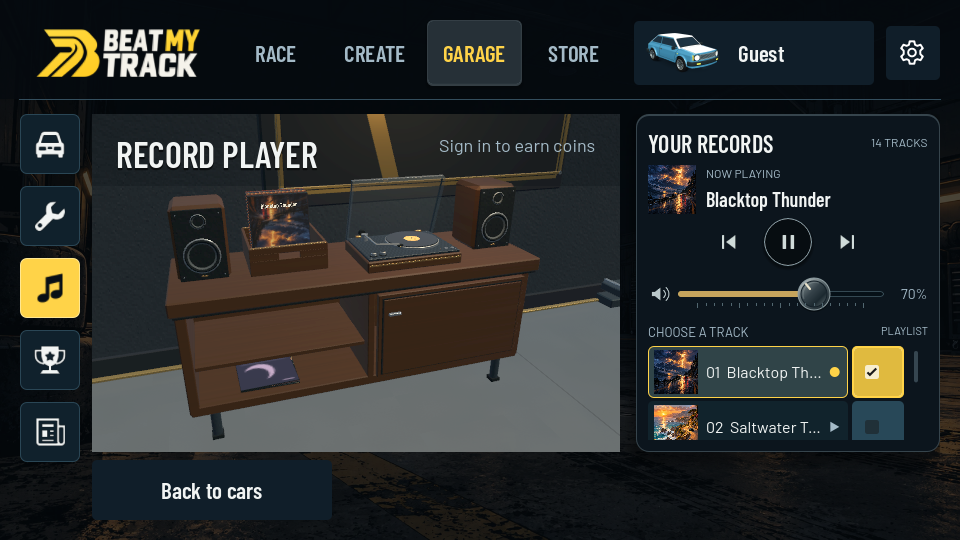 BEAT MY TRACK
RACE
CREATE
GARAGE
STORE
Guest
RECORD PLAYER
Sign in to earn coins
YOUR RECORDS
14 TRACKS
NOW PLAYING
Blacktop Thunder
70%
CHOOSE A TRACK
PLAYLIST
01 Blacktop Th...
02 Saltwater T...
Back to cars